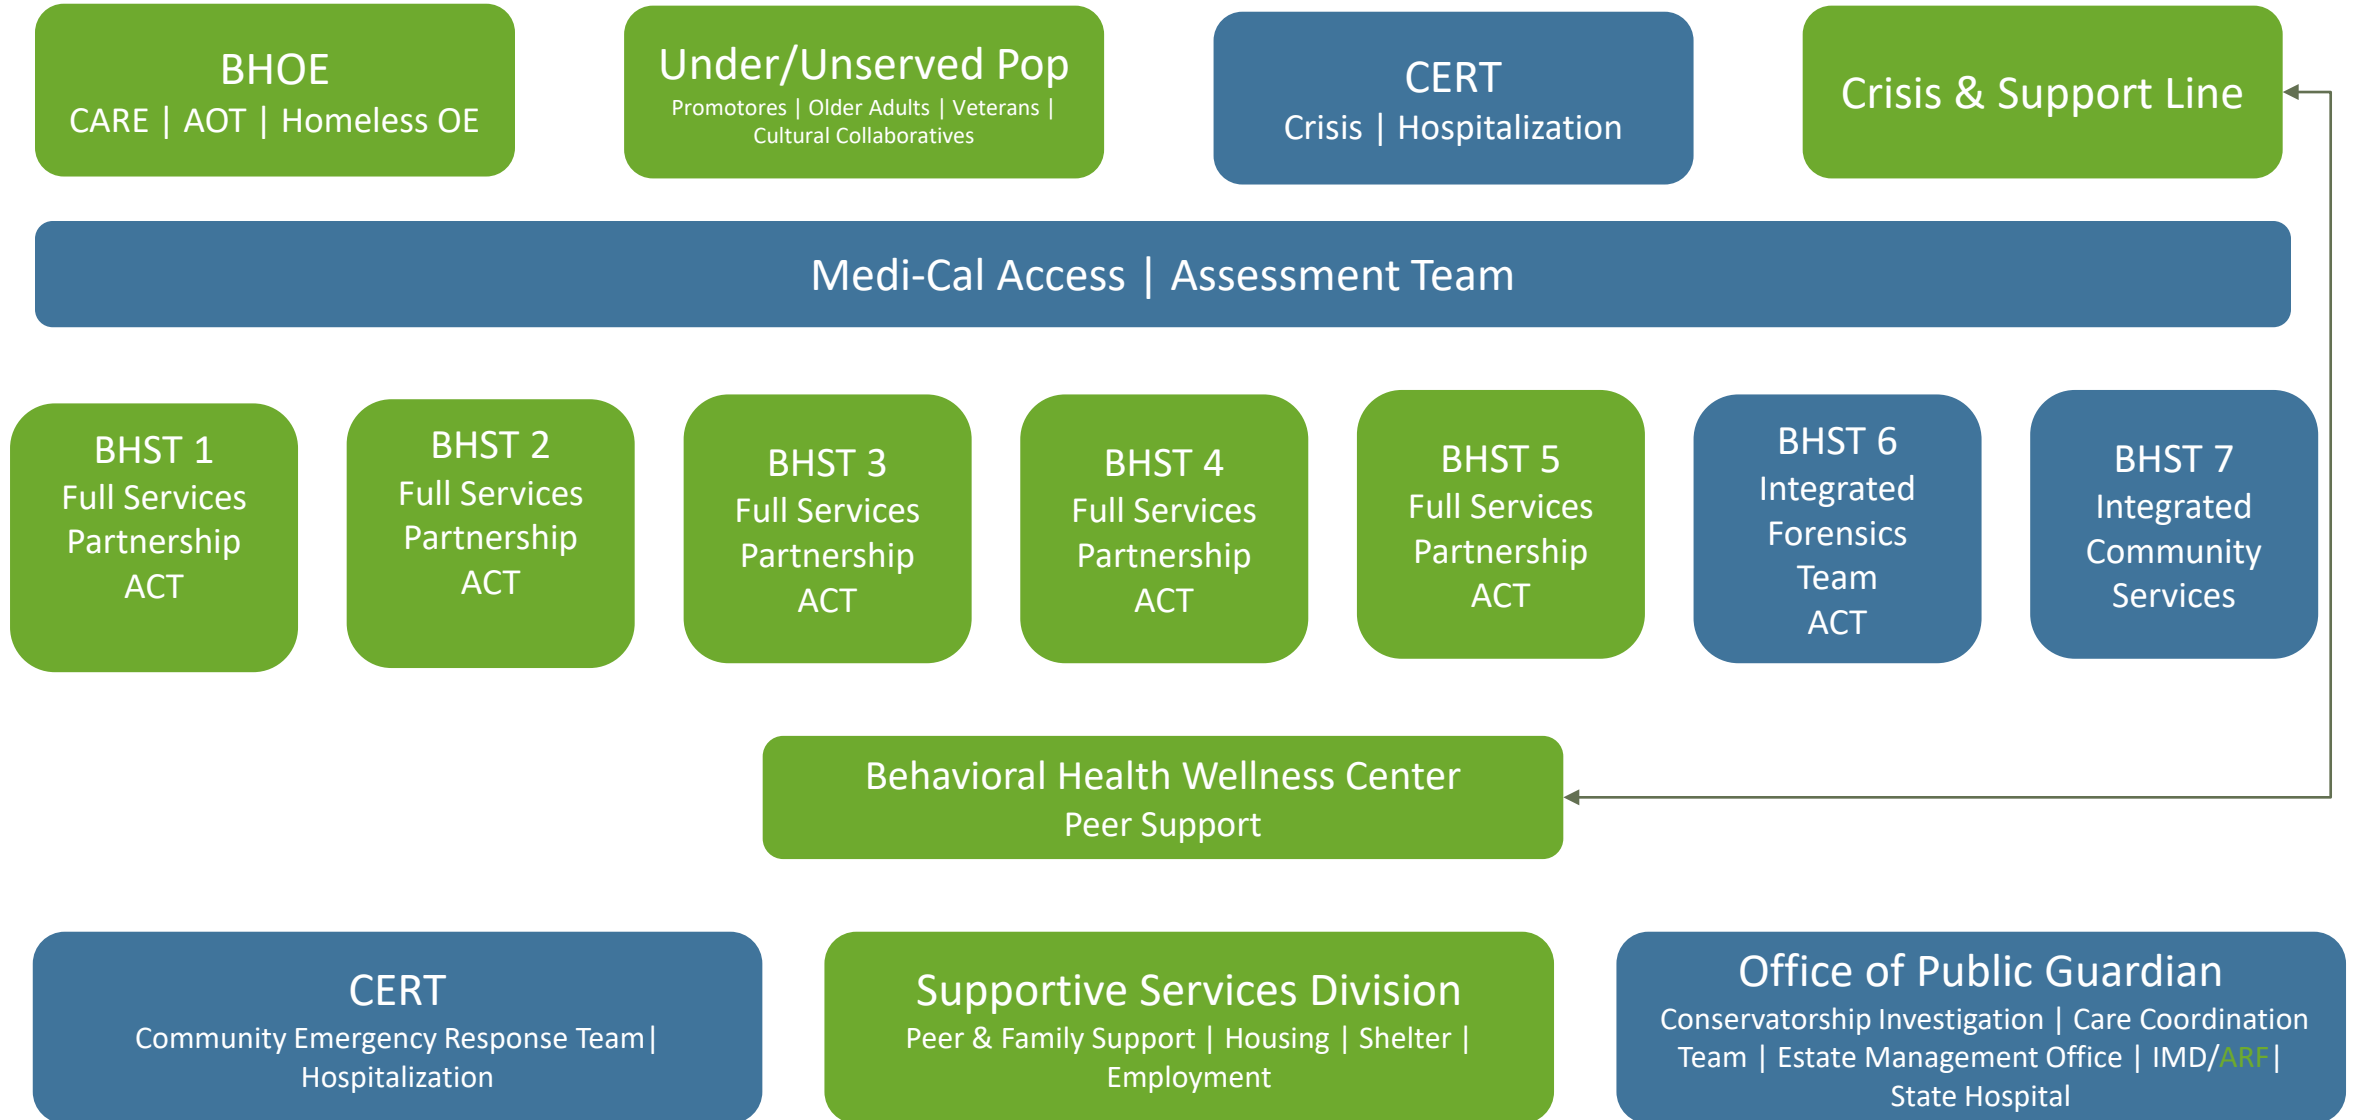 BHOE
CARE | AOT | Homeless OE
Under/Unserved Pop
Promotores | Older Adults | Veterans |
Cultural Collaboratives
CERT
Crisis | Hospitalization
Crisis & Support Line
Medi-Cal Access | Assessment Team
BHST 1
Full Services
Partnership
ACT
BHST 2
Full Services
Partnership
ACT
BHST 3
Full Services
Partnership
ACT
BHST 4
Full Services
Partnership
ACT
BHST 5
Full Services
Partnership
ACT
BHST 6
Integrated
Forensics
Team
ACT
BHST 7
Integrated
Community
Services
Behavioral Health Wellness Center
Peer Support
CERT
Community Emergency Response Team|
Hospitalization
Supportive Services Division
Peer & Family Support | Housing | Shelter |
Employment
Office of Public Guardian
Conservatorship Investigation | Care Coordination
Team | Estate Management Office | IMD/ARF|
State Hospital